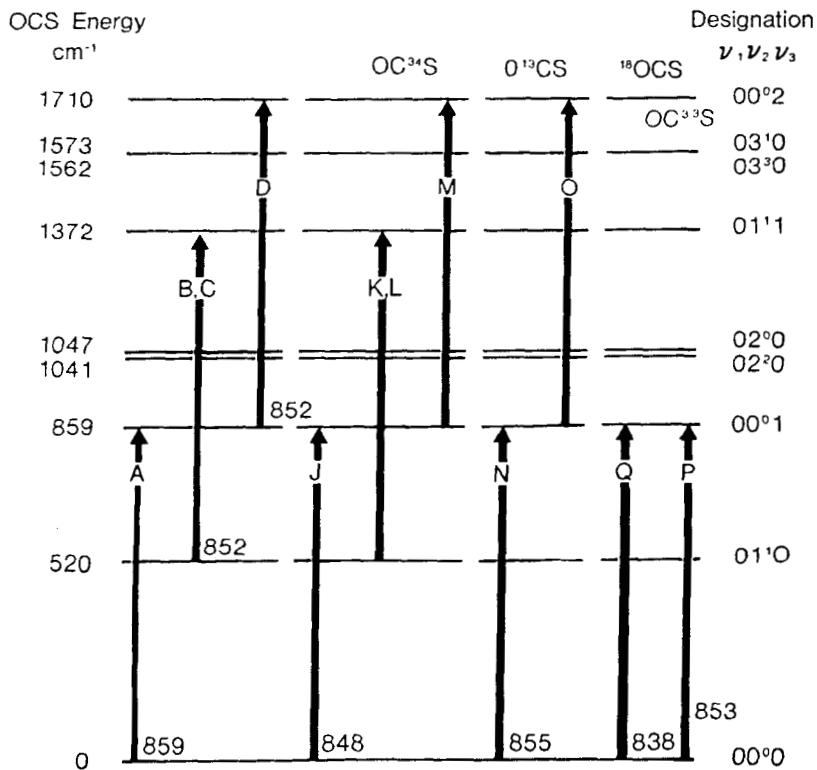 OCS Energy Designation
cm⁻¹ ν₁ν₂ν₃
OC³⁴S O¹³CS ¹⁸OCS
1710 00⁰2
OC³³S
1573 03¹0
1562 03³0
D M O
1372 01¹1
B,C K,L
1047 02⁰0
1041 02²0
852
859 00⁰1
A J N Q P
852
520 01¹0
853
859 848 855 838
0 00⁰0